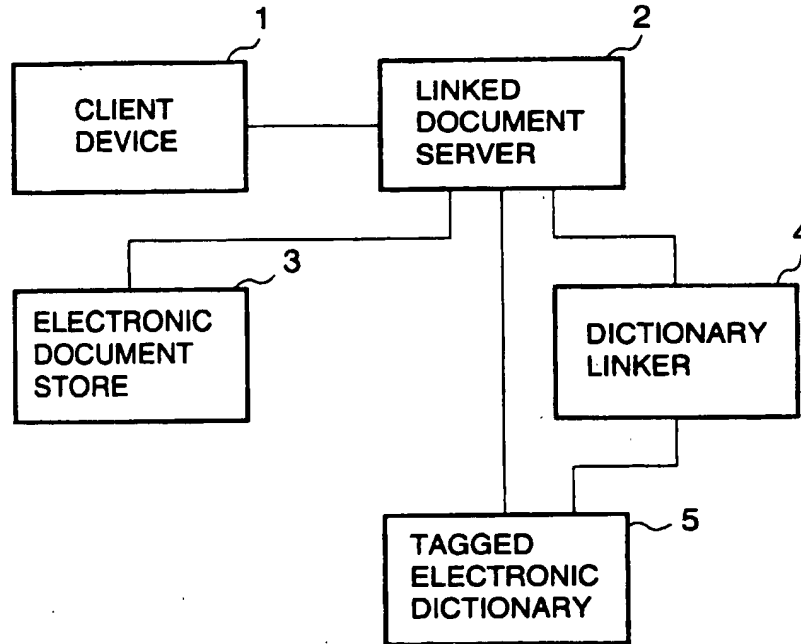 1
CLIENT
DEVICE
2
LINKED
DOCUMENT
SERVER
3
ELECTRONIC
DOCUMENT
STORE
4
DICTIONARY
LINKER
5
TAGGED
ELECTRONIC
DICTIONARY